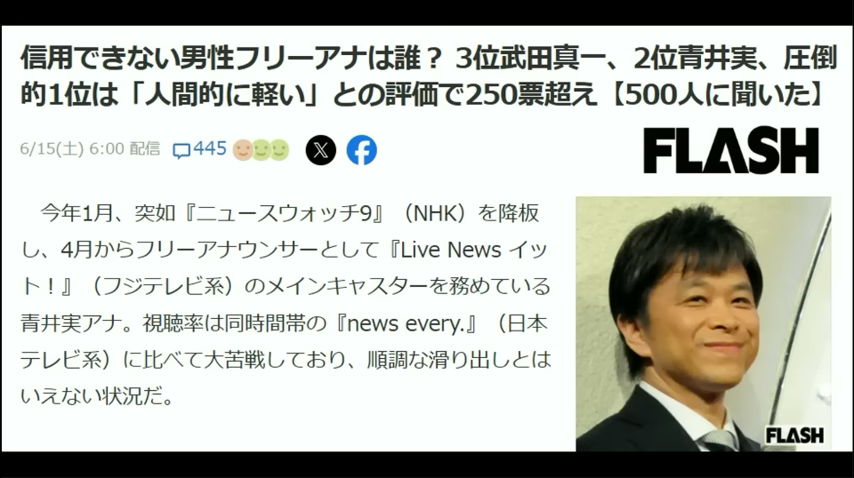 信用できない男性フリーアナは誰？ 3位武田真一、2位青井実、圧倒
的1位は「人間的に軽い」との評価で250票超え【500人に聞いた】
6/15(土) 6:00 配信 445 X f
FLASH
今年1月、突如『ニュースウォッチ9』（NHK）を降板
し、4月からフリーアナウンサーとして『Live News イッ
ト！』（フジテレビ系）のメインキャスターを務めている
青井実アナ。視聴率は同時間帯の『news every.』（日本
テレビ系）に比べて大苦戦しており、順調な滑り出しとは
いえない状況だ。
FLASH